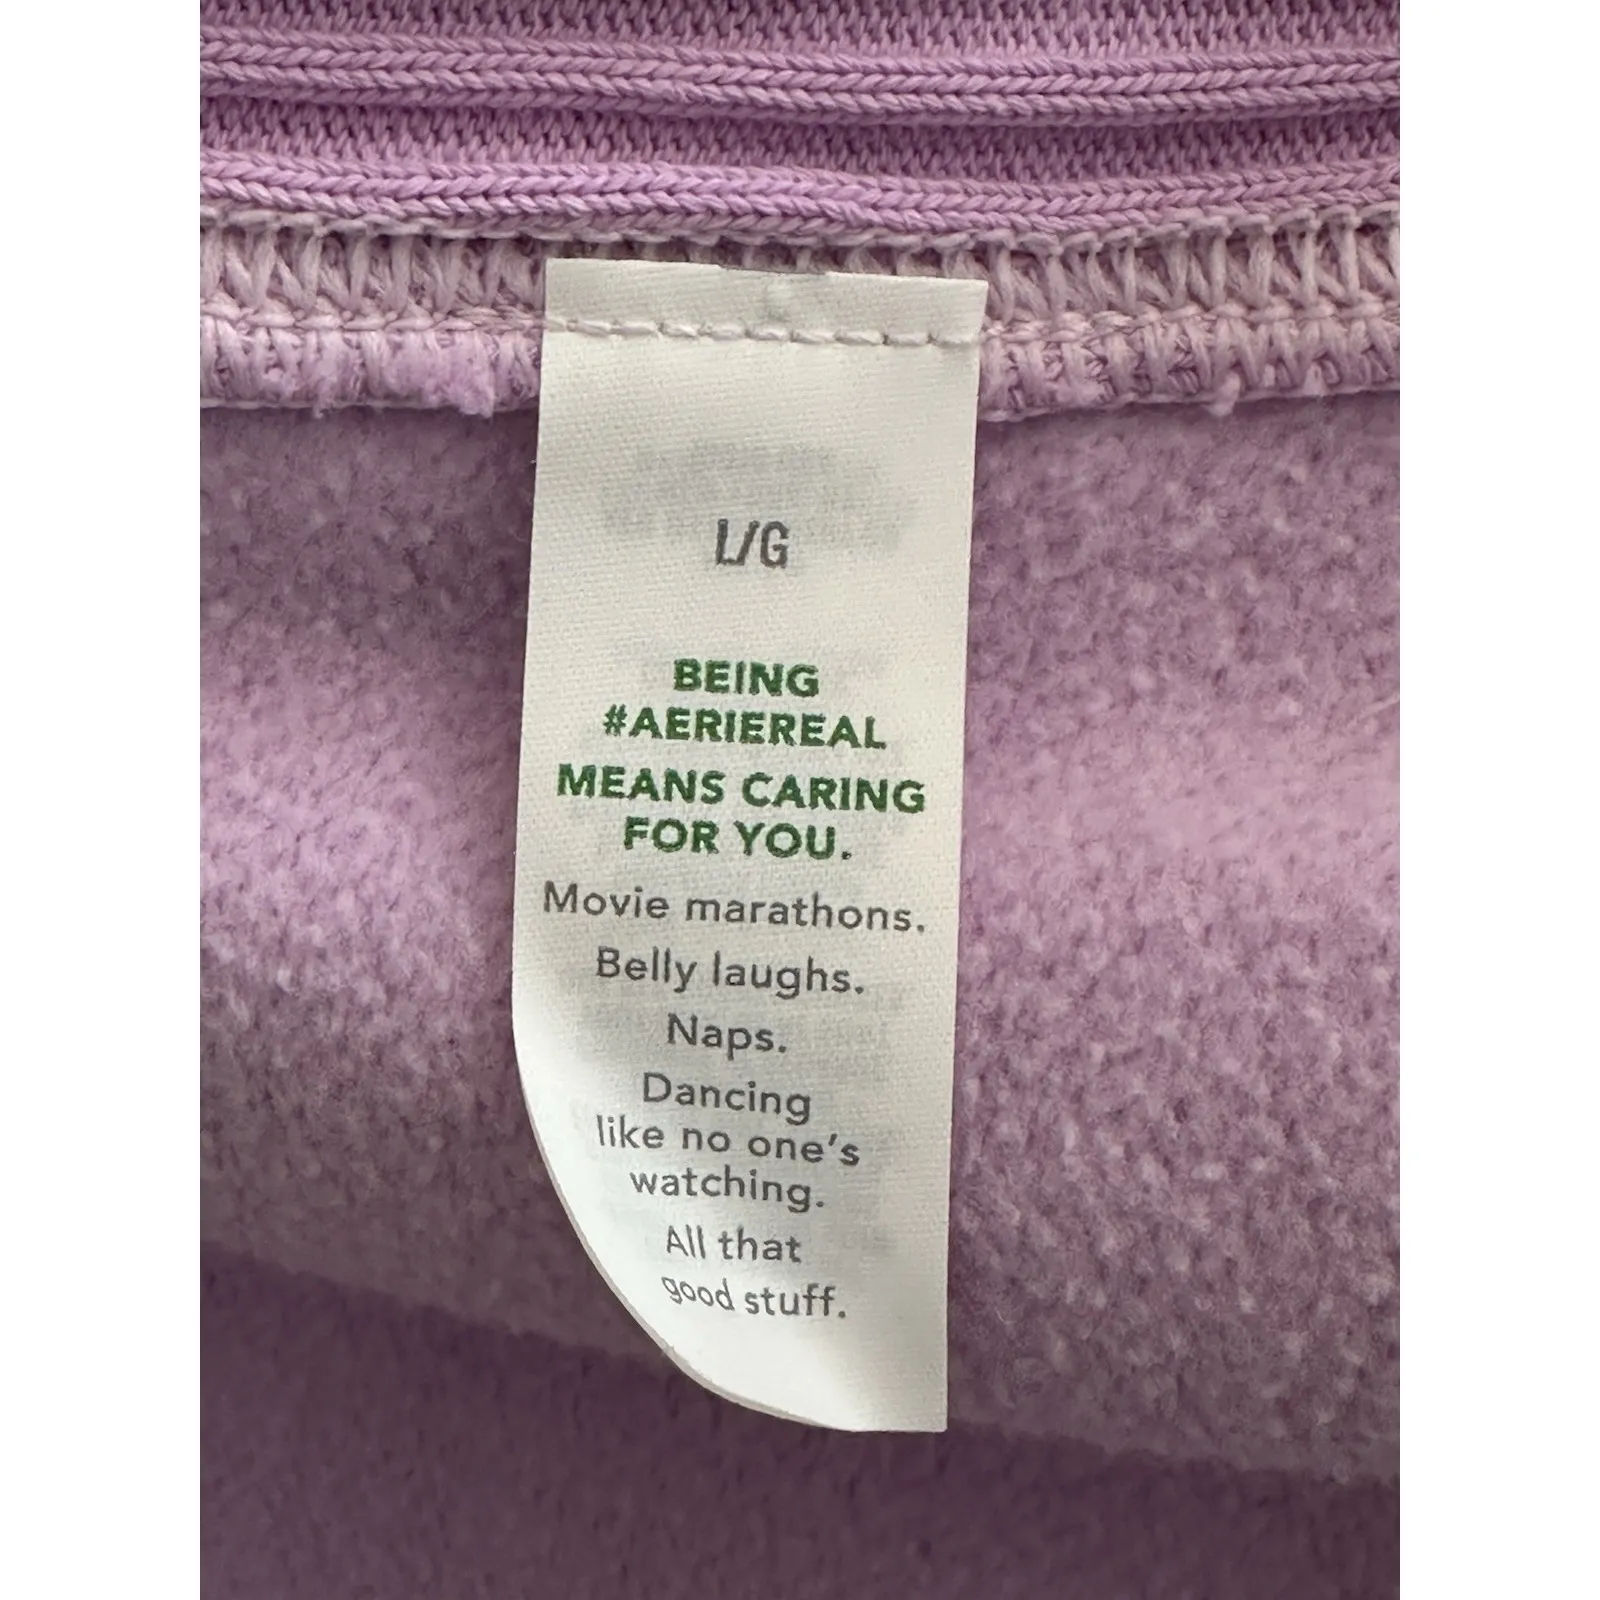 L/G
BEING
#AERIEREAL
MEANS CARING
FOR YOU.
Movie marathons.
Belly laughs.
Naps.
Dancing
like no one's
watching.
All that
good stuff.